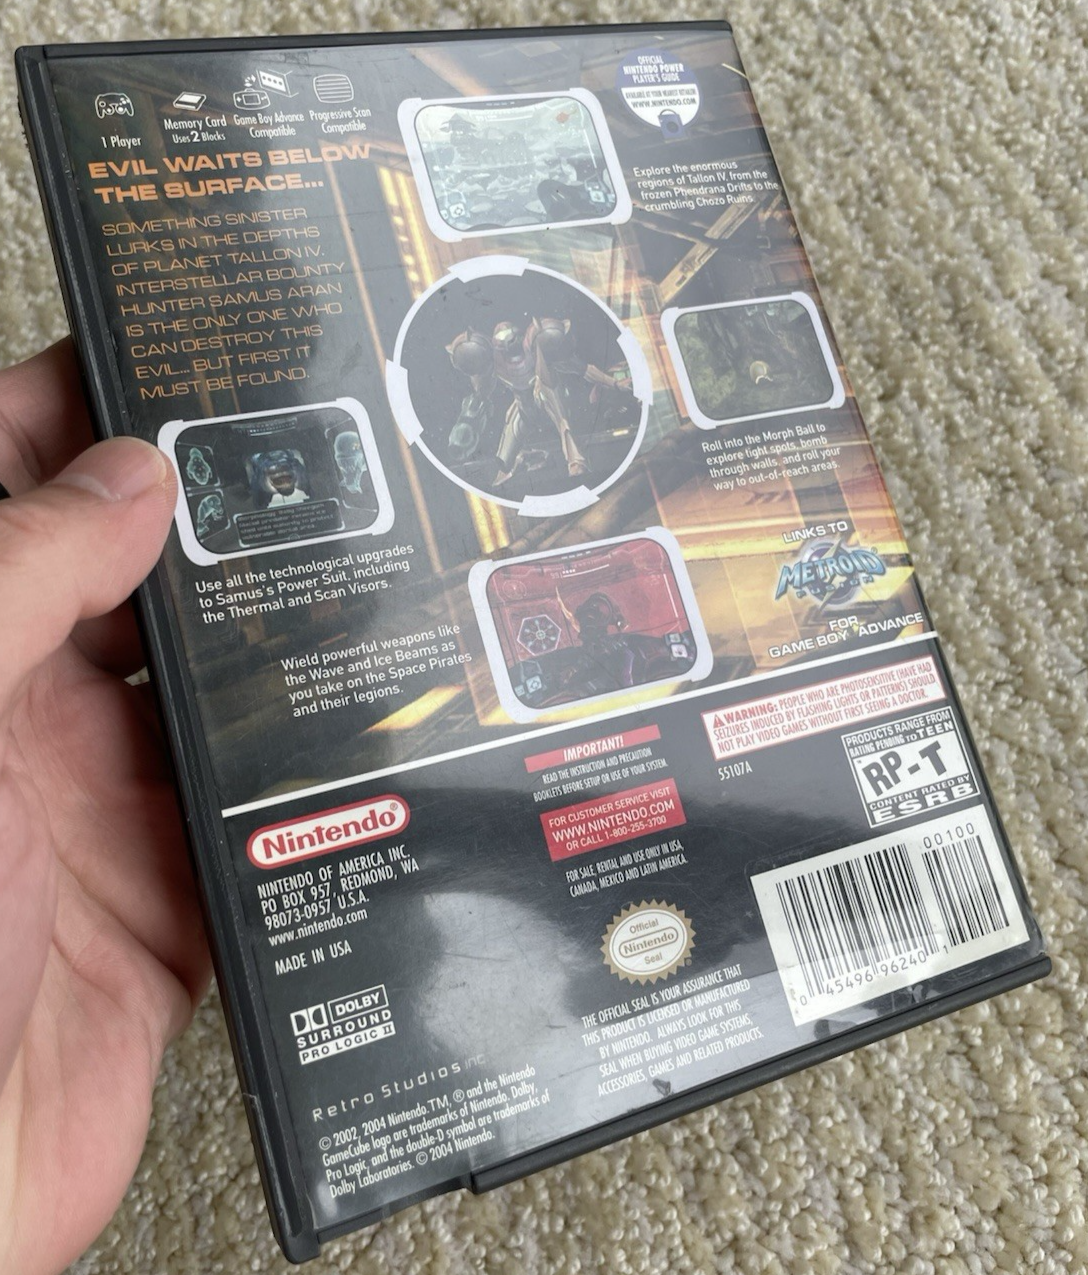 1 Player
Memory Card
Uses 2 Blocks
Game Boy Advance
Compatible
Progressive Scan
Compatible
OFFICIAL
NINTENDO POWER
PLAYER'S GUIDE
AVAILABLE AT YOUR NEAREST RETAILER!
WWW.NINTENDO.COM
EVIL WAITS BELOW
THE SURFACE...
SOMETHING SINISTER
LURKS IN THE DEPTHS
OF PLANET TALLON IV.
INTERSTELLAR BOUNTY
HUNTER SAMUS ARAN
IS THE ONLY ONE WHO
CAN DESTROY THIS
EVIL... BUT FIRST IT
MUST BE FOUND.
Explore the enormous
regions of Tallon IV, from the
frozen Phendrana Drifts to the
crumbling Chozo Ruins.
Roll into the Morph Ball to
explore tight spots, bomb
through walls, and roll your
way to out-of-reach areas.
Use all the technological upgrades
to Samus's Power Suit, including
the Thermal and Scan Visors.
Wield powerful weapons like
the Wave and Ice Beams as
you take on the Space Pirates
and their legions.
LINKS TO
METROID
FUSION
FOR
GAME BOY ADVANCE
WARNING: PEOPLE WHO ARE PHOTOSENSITIVE (HAVE HAD
SEIZURES INDUCED BY FLASHING LIGHTS OR PATTERNS) SHOULD
NOT PLAY VIDEO GAMES WITHOUT FIRST SEEING A DOCTOR.
55107A
PRODUCTS RANGE FROM
RATING PENDING to TEEN
RP-T
CONTENT RATED BY
ESRB
IMPORTANT!
READ THE INSTRUCTION AND PRECAUTION
BOOKLETS BEFORE SETUP OR USE OF YOUR SYSTEM.
FOR CUSTOMER SERVICE VISIT
WWW.NINTENDO.COM
OR CALL 1-800-255-3700
FOR SALE, RENTAL AND USE ONLY IN USA,
CANADA, MEXICO AND LATIN AMERICA.
Nintendo®
NINTENDO OF AMERICA INC.
PO BOX 957, REDMOND, WA
98073-0957 U.S.A.
www.nintendo.com
MADE IN USA
DOLBY
SURROUND
PRO LOGIC II
Official
Nintendo
Seal
THE OFFICIAL SEAL IS YOUR ASSURANCE THAT
THIS PRODUCT IS LICENSED OR MANUFACTURED
BY NINTENDO. ALWAYS LOOK FOR THIS
SEAL WHEN BUYING VIDEO GAME SYSTEMS,
ACCESSORIES, GAMES AND RELATED PRODUCTS.
00100
0 45496 96240 1
Retro Studios inc
© 2002, 2004 Nintendo.TM, ® and the Nintendo
GameCube logo are trademarks of Nintendo. Dolby,
Pro Logic, and the double-D symbol are trademarks of
Dolby Laboratories. © 2004 Nintendo.